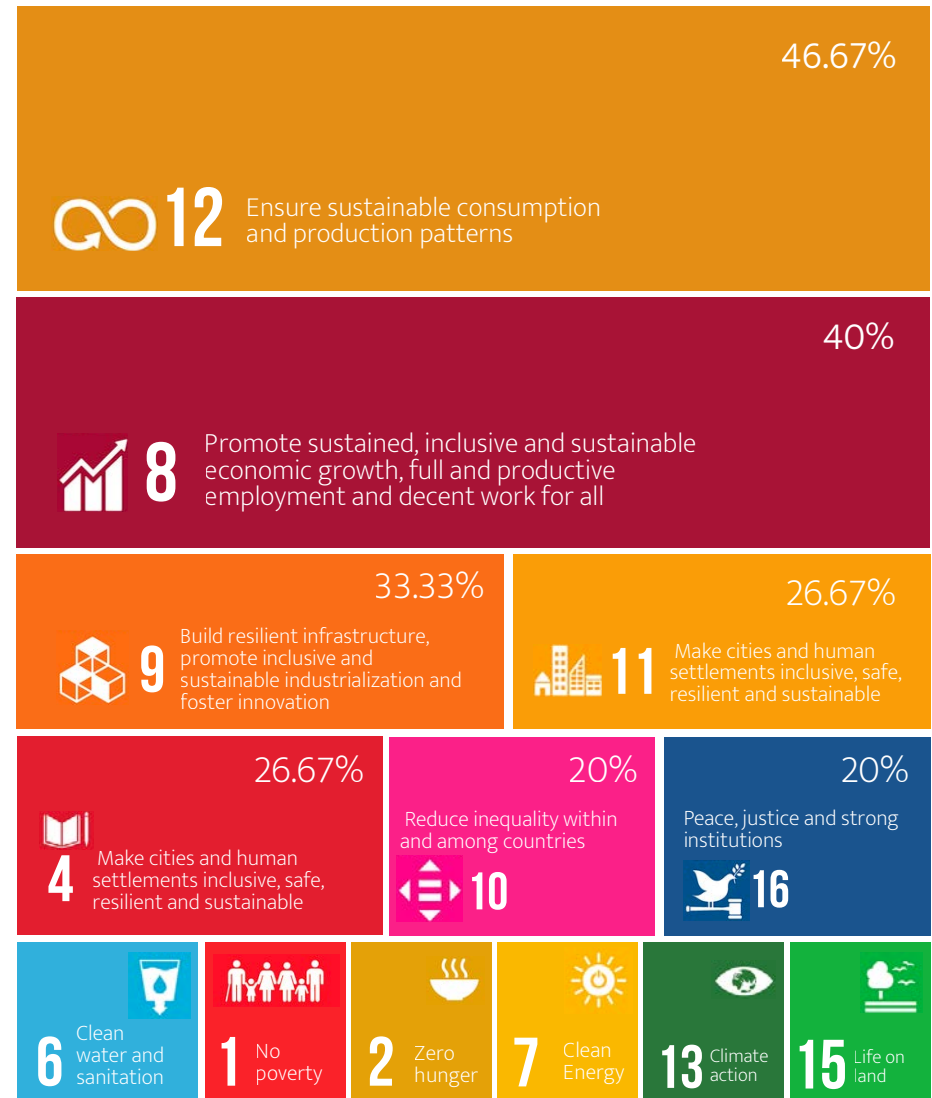 46.67%
12
Ensure sustainable consumption
and production patterns
40%
8
Promote sustained, inclusive and sustainable
economic growth, full and productive
employment and decent work for all
33.33%
9
Build resilient infrastructure,
promote inclusive and
sustainable industrialization and
foster innovation
26.67%
11
Make cities and human
settlements inclusive, safe,
resilient and sustainable
26.67%
4
Make cities and human
settlements inclusive, safe,
resilient and sustainable
20%
Reduce inequality within
and among countries
10
20%
Peace, justice and strong
institutions
16
6
Clean
water and
sanitation
1
No
poverty
2
Zero
hunger
7
Clean
Energy
13
Climate
action
15
Life on
land